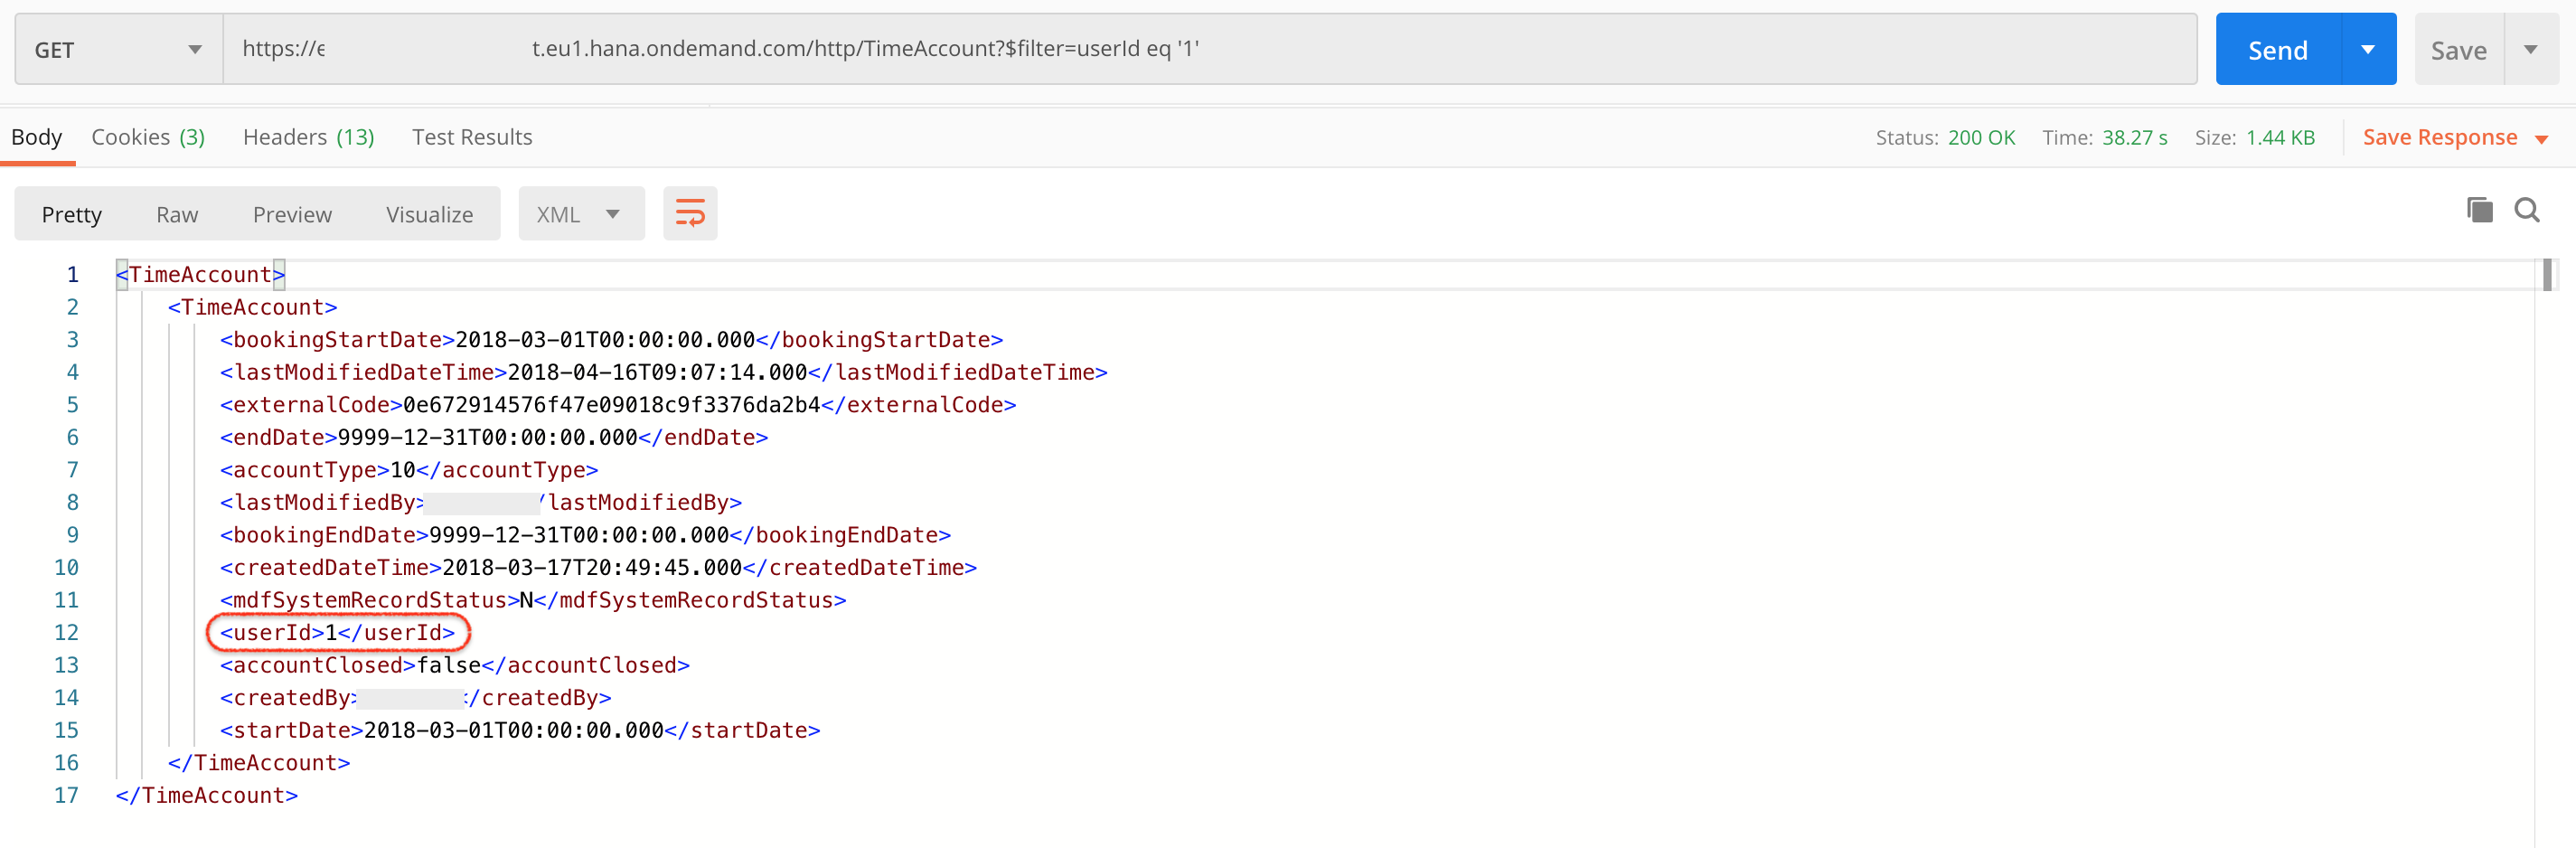 GET https:// t.eu1.hana.ondemand.com/http/TimeAccount?$filter=userId eq '1' Send Save
Body Cookies (3) Headers (13) Test Results Status: 200 OK Time: 38.27 s Size: 1.44 KB Save Response
Pretty Raw Preview Visualize XML
1 <TimeAccount>
2 <TimeAccount>
3 <bookingStartDate>2018-03-01T00:00:00.000</bookingStartDate>
4 <lastModifiedDateTime>2018-04-16T09:07:14.000</lastModifiedDateTime>
5 <externalCode>0e672914576f47e09018c9f3376da2b4</externalCode>
6 <endDate>9999-12-31T00:00:00.000</endDate>
7 <accountType>10</accountType>
8 <lastModifiedBy> /lastModifiedBy>
9 <bookingEndDate>9999-12-31T00:00:00.000</bookingEndDate>
10 <createdDateTime>2018-03-17T20:49:45.000</createdDateTime>
11 <mdfSystemRecordStatus>N</mdfSystemRecordStatus>
12 <userId>1</userId>
13 <accountClosed>false</accountClosed>
14 <createdBy> </createdBy>
15 <startDate>2018-03-01T00:00:00.000</startDate>
16 </TimeAccount>
17 </TimeAccount>